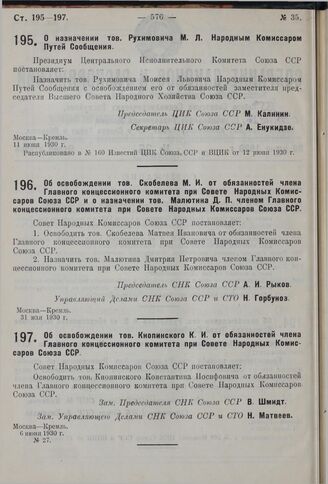 Ст. 195—197. — 576 — № 35.
195. О назначении тов. Рухимовича М. Л. Народным Комиссаром
Путей Сообщения.
Президиум Центрального Исполнительного Комитета Союза ССР
постановляет:
Назначить тов. Рухимовича Моисея Львовича Народным Комиссаром
Путей Сообщения с освобождением его от обязанностей заместителя пред-
седателя Высшего Совета Народного Хозяйства Союза ССР.
Председатель ЦИК Союза ССР М. Калинин.
Секретарь ЦИК Союза ССР А. Енукидзе.
Москва—Кремль.
11 июня 1930 г.
Распубликовано в № 160 Известий ЦИК Союза ССР и ВЦИК от 12 июня 1930 г.
196. Об освобождении тов. Скобелева М. И. от обязанностей члена
Главного концессионного комитета при Совете Народных Комис-
саров Союза ССР и о назначении тов. Малютина Д. П. членом Главного
концессионного комитета при Совете Народных Комиссаров Союза ССР.
Совет Народных Комиссаров Союза ССР постановляет:
1. Освободить тов. Скобелева Матвея Ивановича от обязанностей члена
Главного концессионного комитета при Совете Народных Комиссаров
Союза ССР.
2. Назначить тов. Малютина Дмитрия Петровича членом Главного кон-
цессионного комитета при Совете Народных Комиссаров Союза ССР.
Председатель СНК Союза ССР А. И. Рыков.
Управляющий Делами СНК Союза ССР и СТО Н. Горбунов.
Москва—Кремль.
31 мая 1930 г.
197. Об освобождении тов. Кнопинского К. И. от обязанностей члена
Главного концессионного комитета при Совете Народных Комис-
саров Союза ССР.
Совет Народных Комиссаров Союза ССР постановляет:
Освободить тов. Кнопинского Константина Иосифовича от обязанностей
члена Главного концессионного комитета при Совете Народных Комиссаров
Союза ССР.
Зам. Председателя СНК Союза ССР В. Шмидт.
Зам. Управляющего Делами СНК Союза ССР и СТО Н. Матвеев.
Москва—Кремль.
6 июня 1930 г.
№ 27.